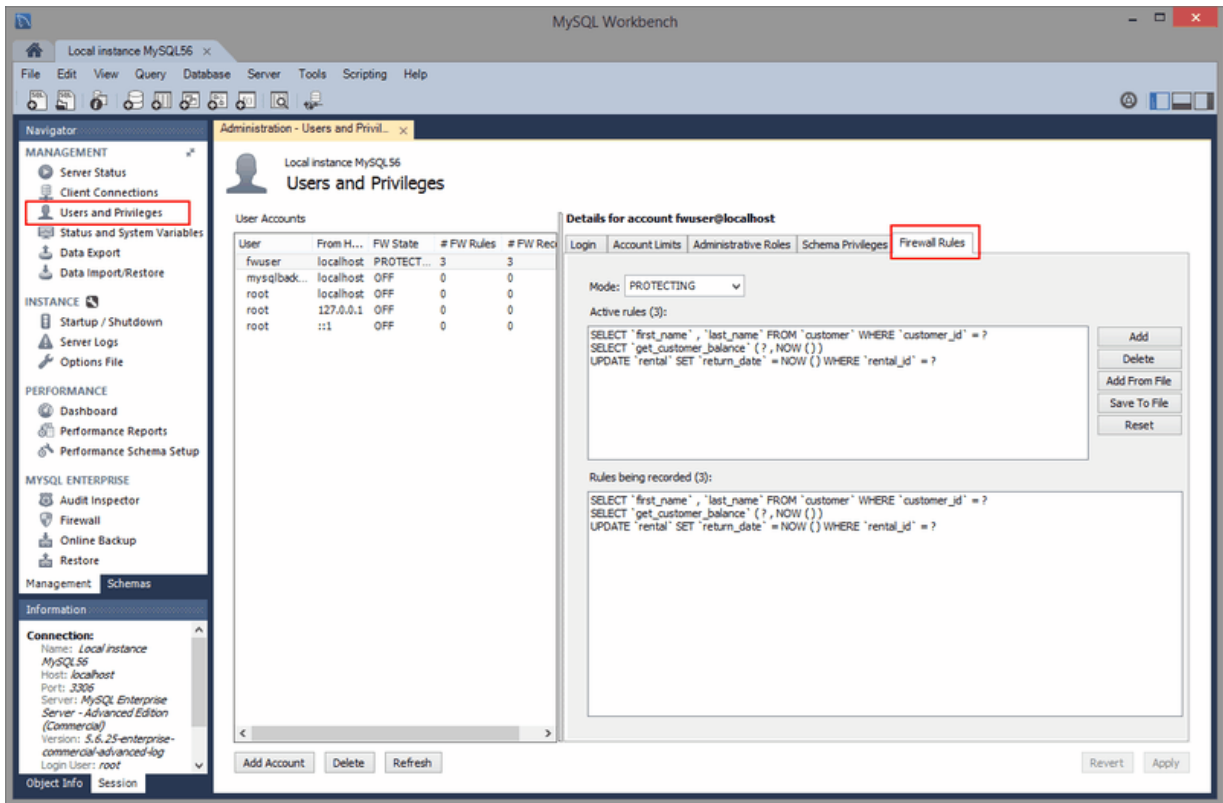 MySQL Workbench
Local instance MySQL56
File Edit View Query Database Server Tools Scripting Help
Navigator
MANAGEMENT
Server Status
Client Connections
Users and Privileges
Status and System Variables
Data Export
Data Import/Restore
INSTANCE
Startup / Shutdown
Server Logs
Options File
PERFORMANCE
Dashboard
Performance Reports
Performance Schema Setup
MYSQL ENTERPRISE
Audit Inspector
Firewall
Online Backup
Restore
Management Schemas
Information
Connection:
Name: Local instance
MySQL56
Host: localhost
Port: 3306
Server: MySQL Enterprise
Server - Advanced Edition
(Commercial)
Version: 5.6.25-enterprise-
commercial-advanced-log
Login User: root
Object Info Session
Administration - Users and Privil...
Local instance MySQL56
Users and Privileges
User Accounts
User From H... FW State # FW Rules # FW Reco
fwuser localhost PROTECT... 3 3
mysqlback... localhost OFF 0 0
root localhost OFF 0 0
root 127.0.0.1 OFF 0 0
root ::1 OFF 0 0
Add Account Delete Refresh
Details for account fwuser@localhost
Login Account Limits Administrative Roles Schema Privileges Firewall Rules
Mode: PROTECTING
Active rules (3):
SELECT `first_name` , `last_name` FROM `customer` WHERE `customer_id` = ?
SELECT `get_customer_balance` ( ? , NOW ( ) )
UPDATE `rental` SET `return_date` = NOW ( ) WHERE `rental_id` = ?
Add
Delete
Add From File
Save To File
Reset
Rules being recorded (3):
SELECT `first_name` , `last_name` FROM `customer` WHERE `customer_id` = ?
SELECT `get_customer_balance` ( ? , NOW ( ) )
UPDATE `rental` SET `return_date` = NOW ( ) WHERE `rental_id` = ?
Revert Apply